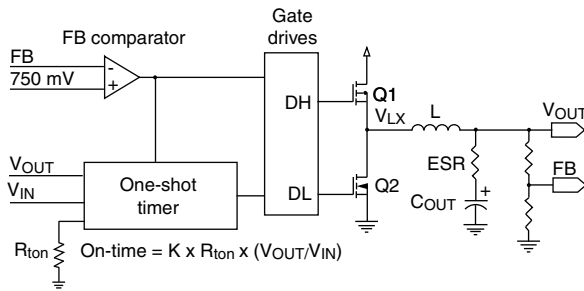 Gate
drives
FB comparator
FB
750 mV
-
+
DH
Q1
VLX
L
VOUT
VOUT
VIN
One-shot
timer
DL
Q2
ESR
+
COUT
FB
Rton
On-time = K x Rton x (VOUT/VIN)